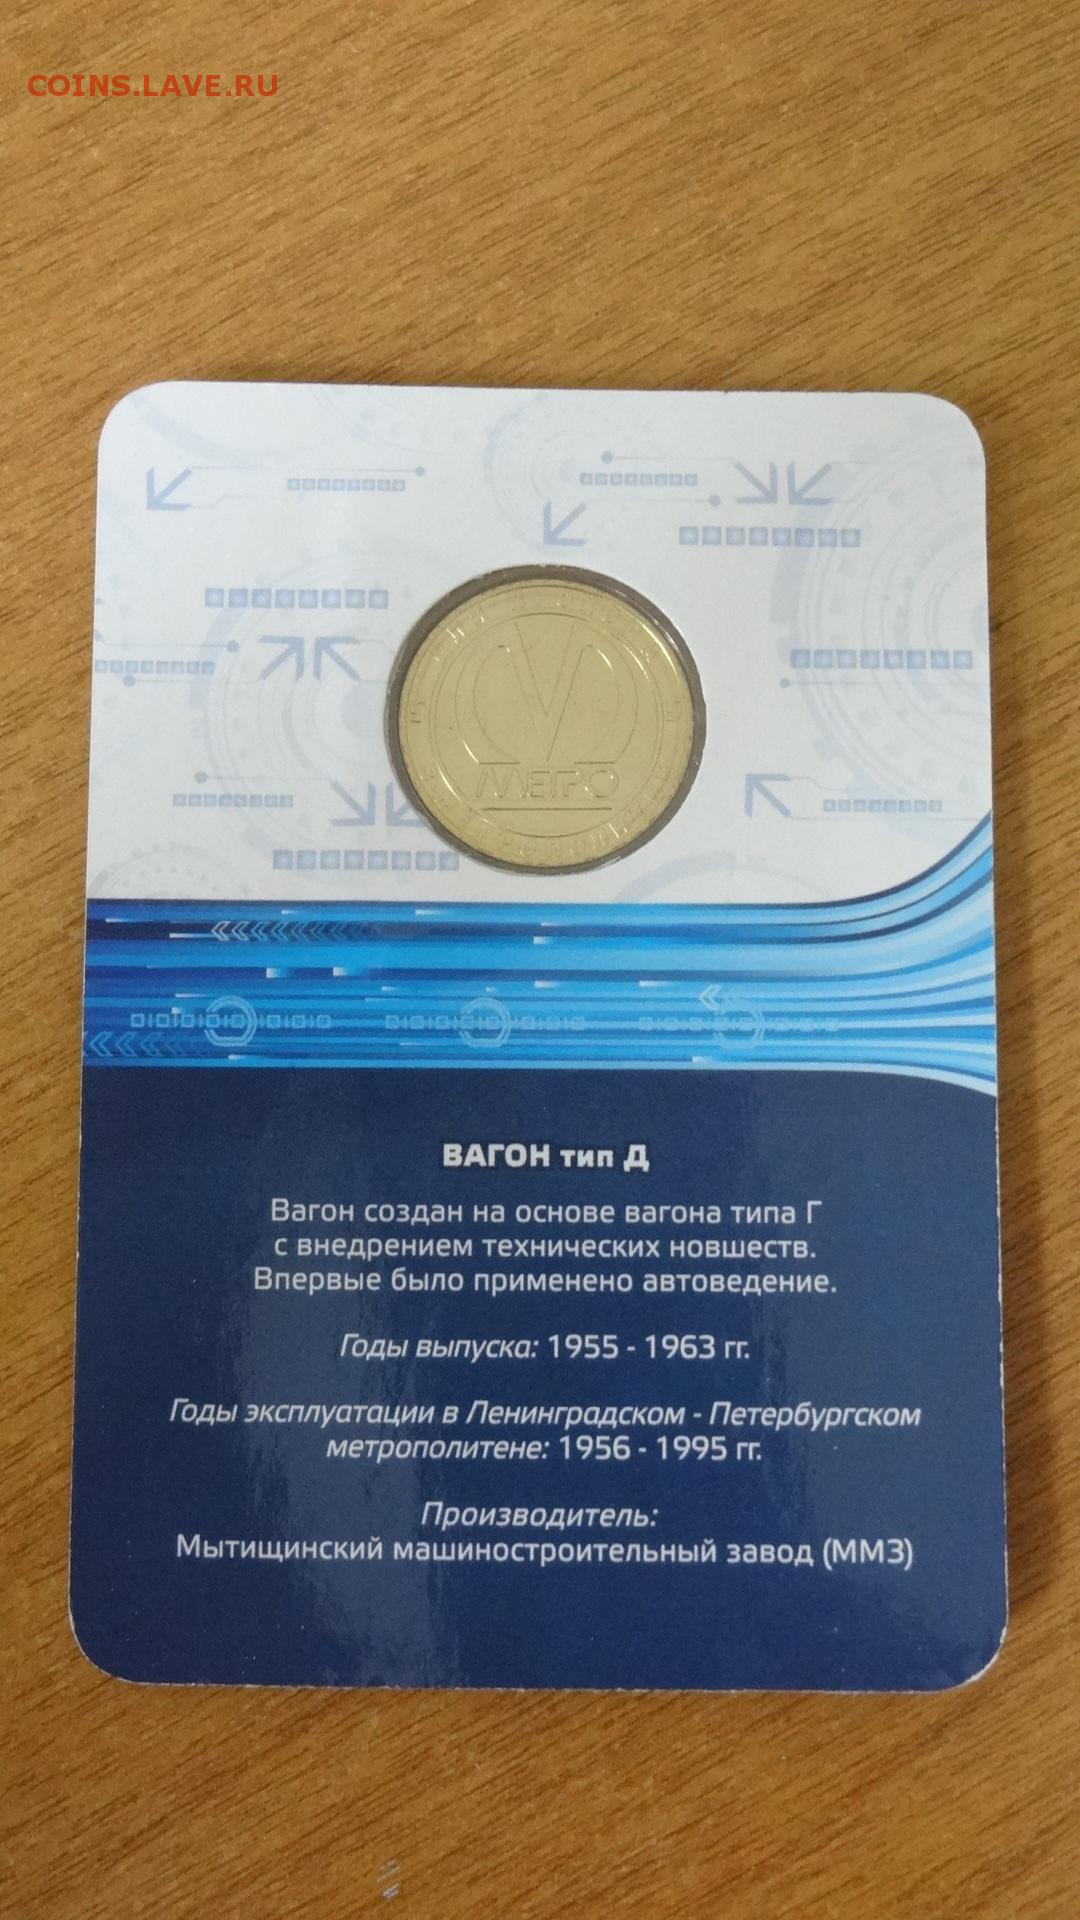 COINS.LAVE.RU
МЕТРО
ВАГОН тип Д
Вагон создан на основе вагона типа Г
с внедрением технических новшеств.
Впервые было применено автоведение.
Годы выпуска: 1955 - 1963 гг.
Годы эксплуатации в Ленинградском - Петербургском
метрополитене: 1956 - 1995 гг.
Производитель:
Мытищинский машиностроительный завод (ММЗ)